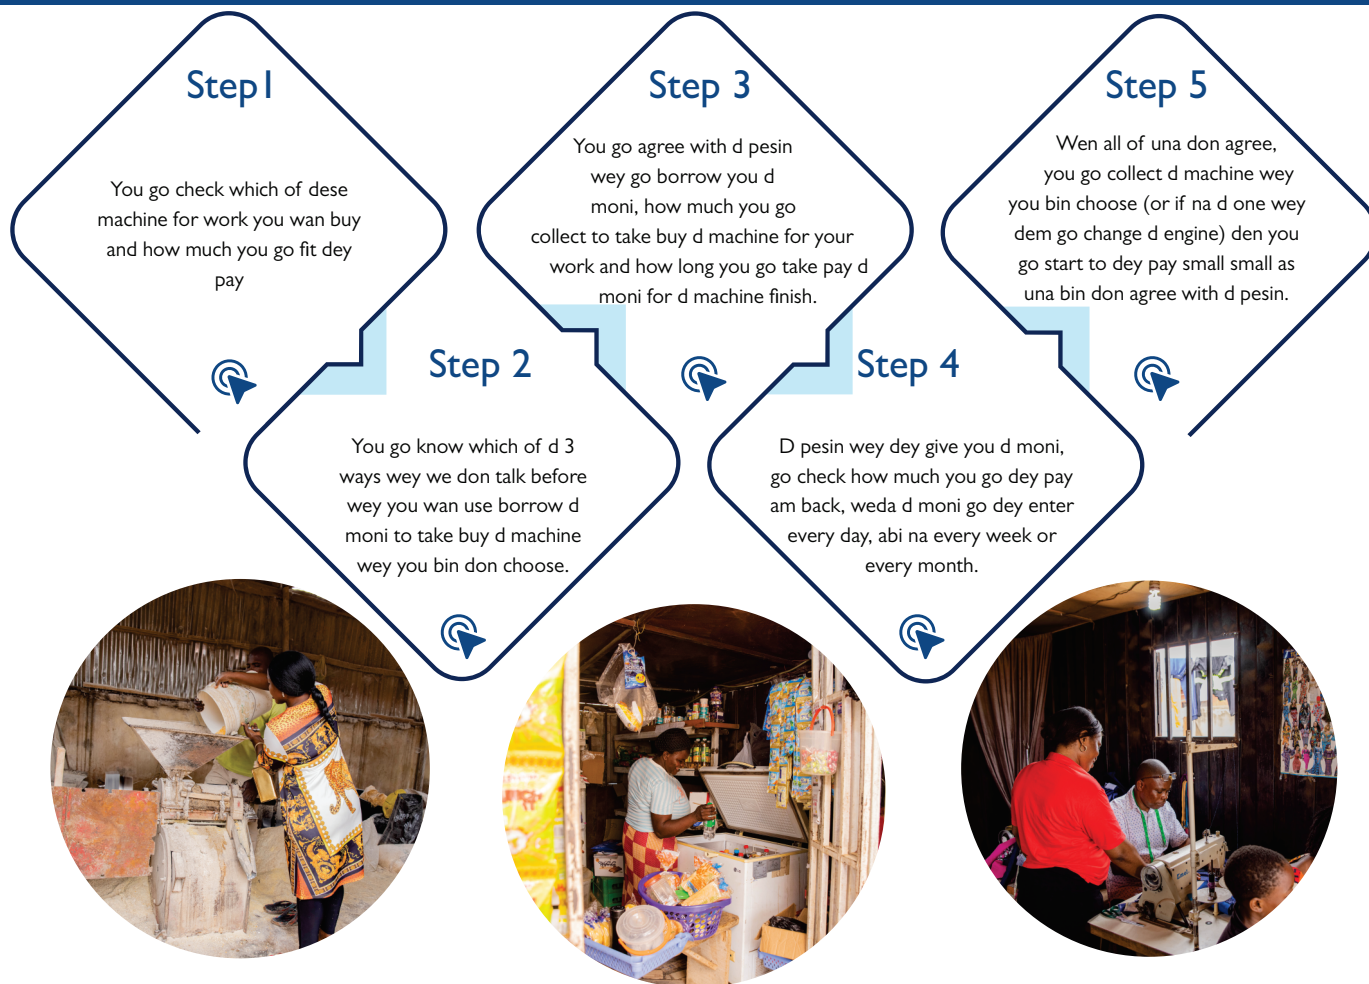 Step1
You go check which of dese
machine for work you wan buy
and how much you go fit dey
pay
Step 2
You go know which of d 3
ways wey we don talk before
wey you wan use borrow d
moni to take buy d machine
wey you bin don choose.
Step 3
You go agree with d pesin
wey go borrow you d
moni, how much you go
collect to take buy d machine for your
work and how long you go take pay d
moni for d machine finish.
Step 4
D pesin wey dey give you d moni,
go check how much you go dey pay
am back, weda d moni go dey enter
every day, abi na every week or
every month.
Step 5
Wen all of una don agree,
you go collect d machine wey
you bin choose (or if na d one wey
dem go change d engine) den you
go start to dey pay small small as
una bin don agree with d pesin.